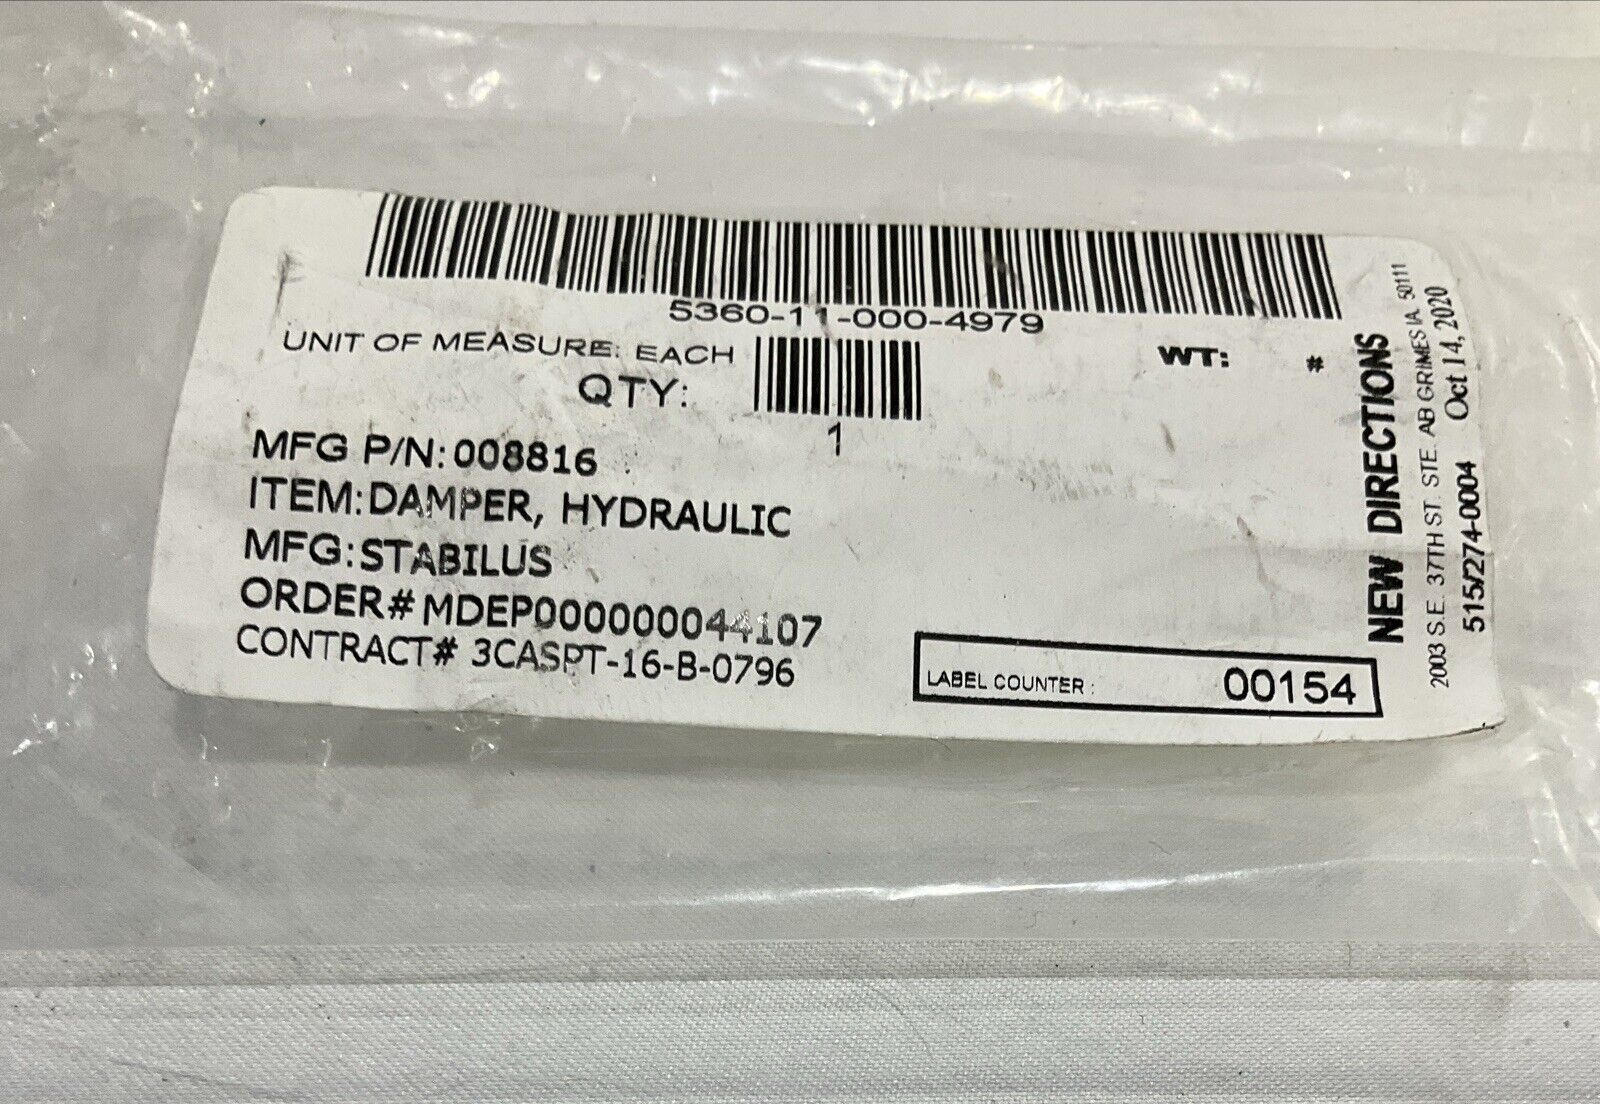 5360-11-000-4979
UNIT OF MEASURE: EACH
QTY:
1
WT: #
MFG P/N:008816
ITEM:DAMPER, HYDRAULIC
MFG:STABILUS
ORDER#MDEP000000044107
CONTRACT# 3CASPT-16-B-0796
LABEL COUNTER: 00154
NEW DIRECTIONS
2003 S.E. 37TH ST. STE. AB GRIMES IA. 50111
515/274-0004 Oct 14, 2020